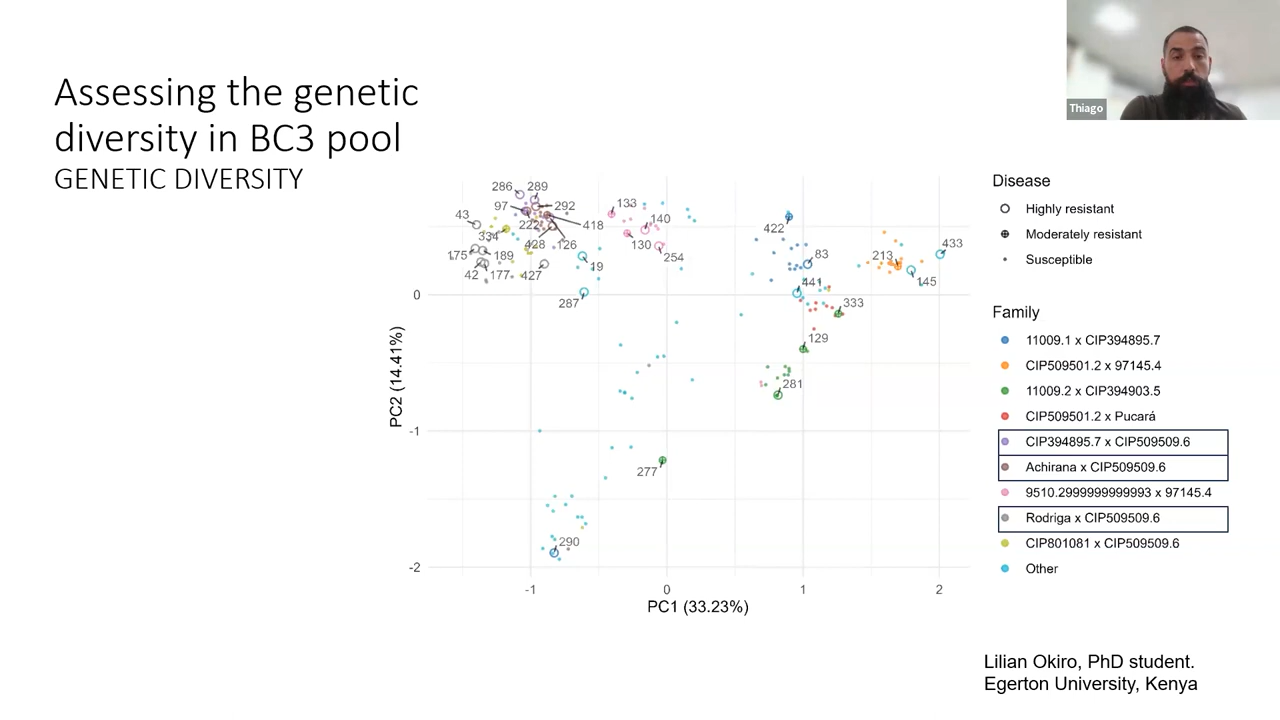 Thiago
Assessing the genetic
diversity in BC3 pool
GENETIC DIVERSITY
286
289
97
292
43
222
418
334
428
126
175
189
42
177
427
19
287
133
140
130
254
422
83
441
213
433
145
333
129
281
277
290
0
-1
-2
-1
0
1
2
PC2 (14.41%)
PC1 (33.23%)
Disease
Highly resistant
Moderately resistant
Susceptible
Family
11009.1 x CIP394895.7
CIP509501.2 x 97145.4
11009.2 x CIP394903.5
CIP509501.2 x Pucará
CIP394895.7 x CIP509509.6
Achirana x CIP509509.6
9510.2999999999993 x 97145.4
Rodriga x CIP509509.6
CIP801081 x CIP509509.6
Other
Lilian Okiro, PhD student.
Egerton University, Kenya